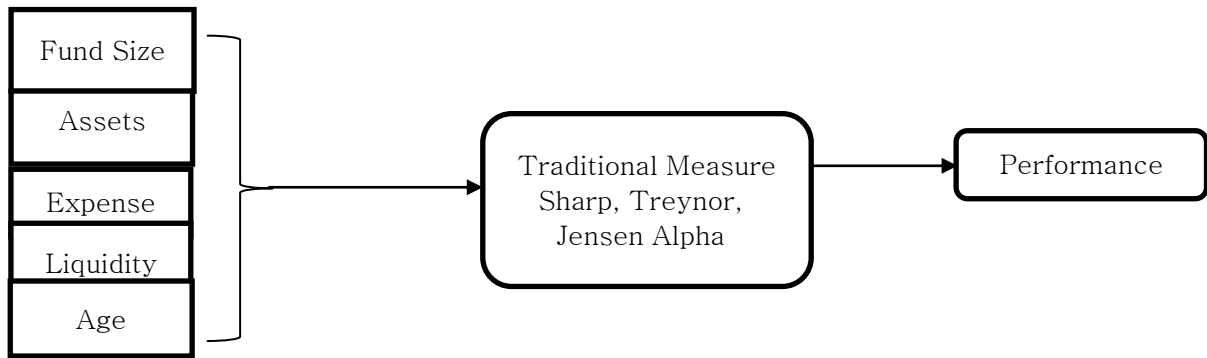 Fund Size
Assets
Expense
Liquidity
Age
Traditional Measure
Sharp, Treynor,
Jensen Alpha
Performance